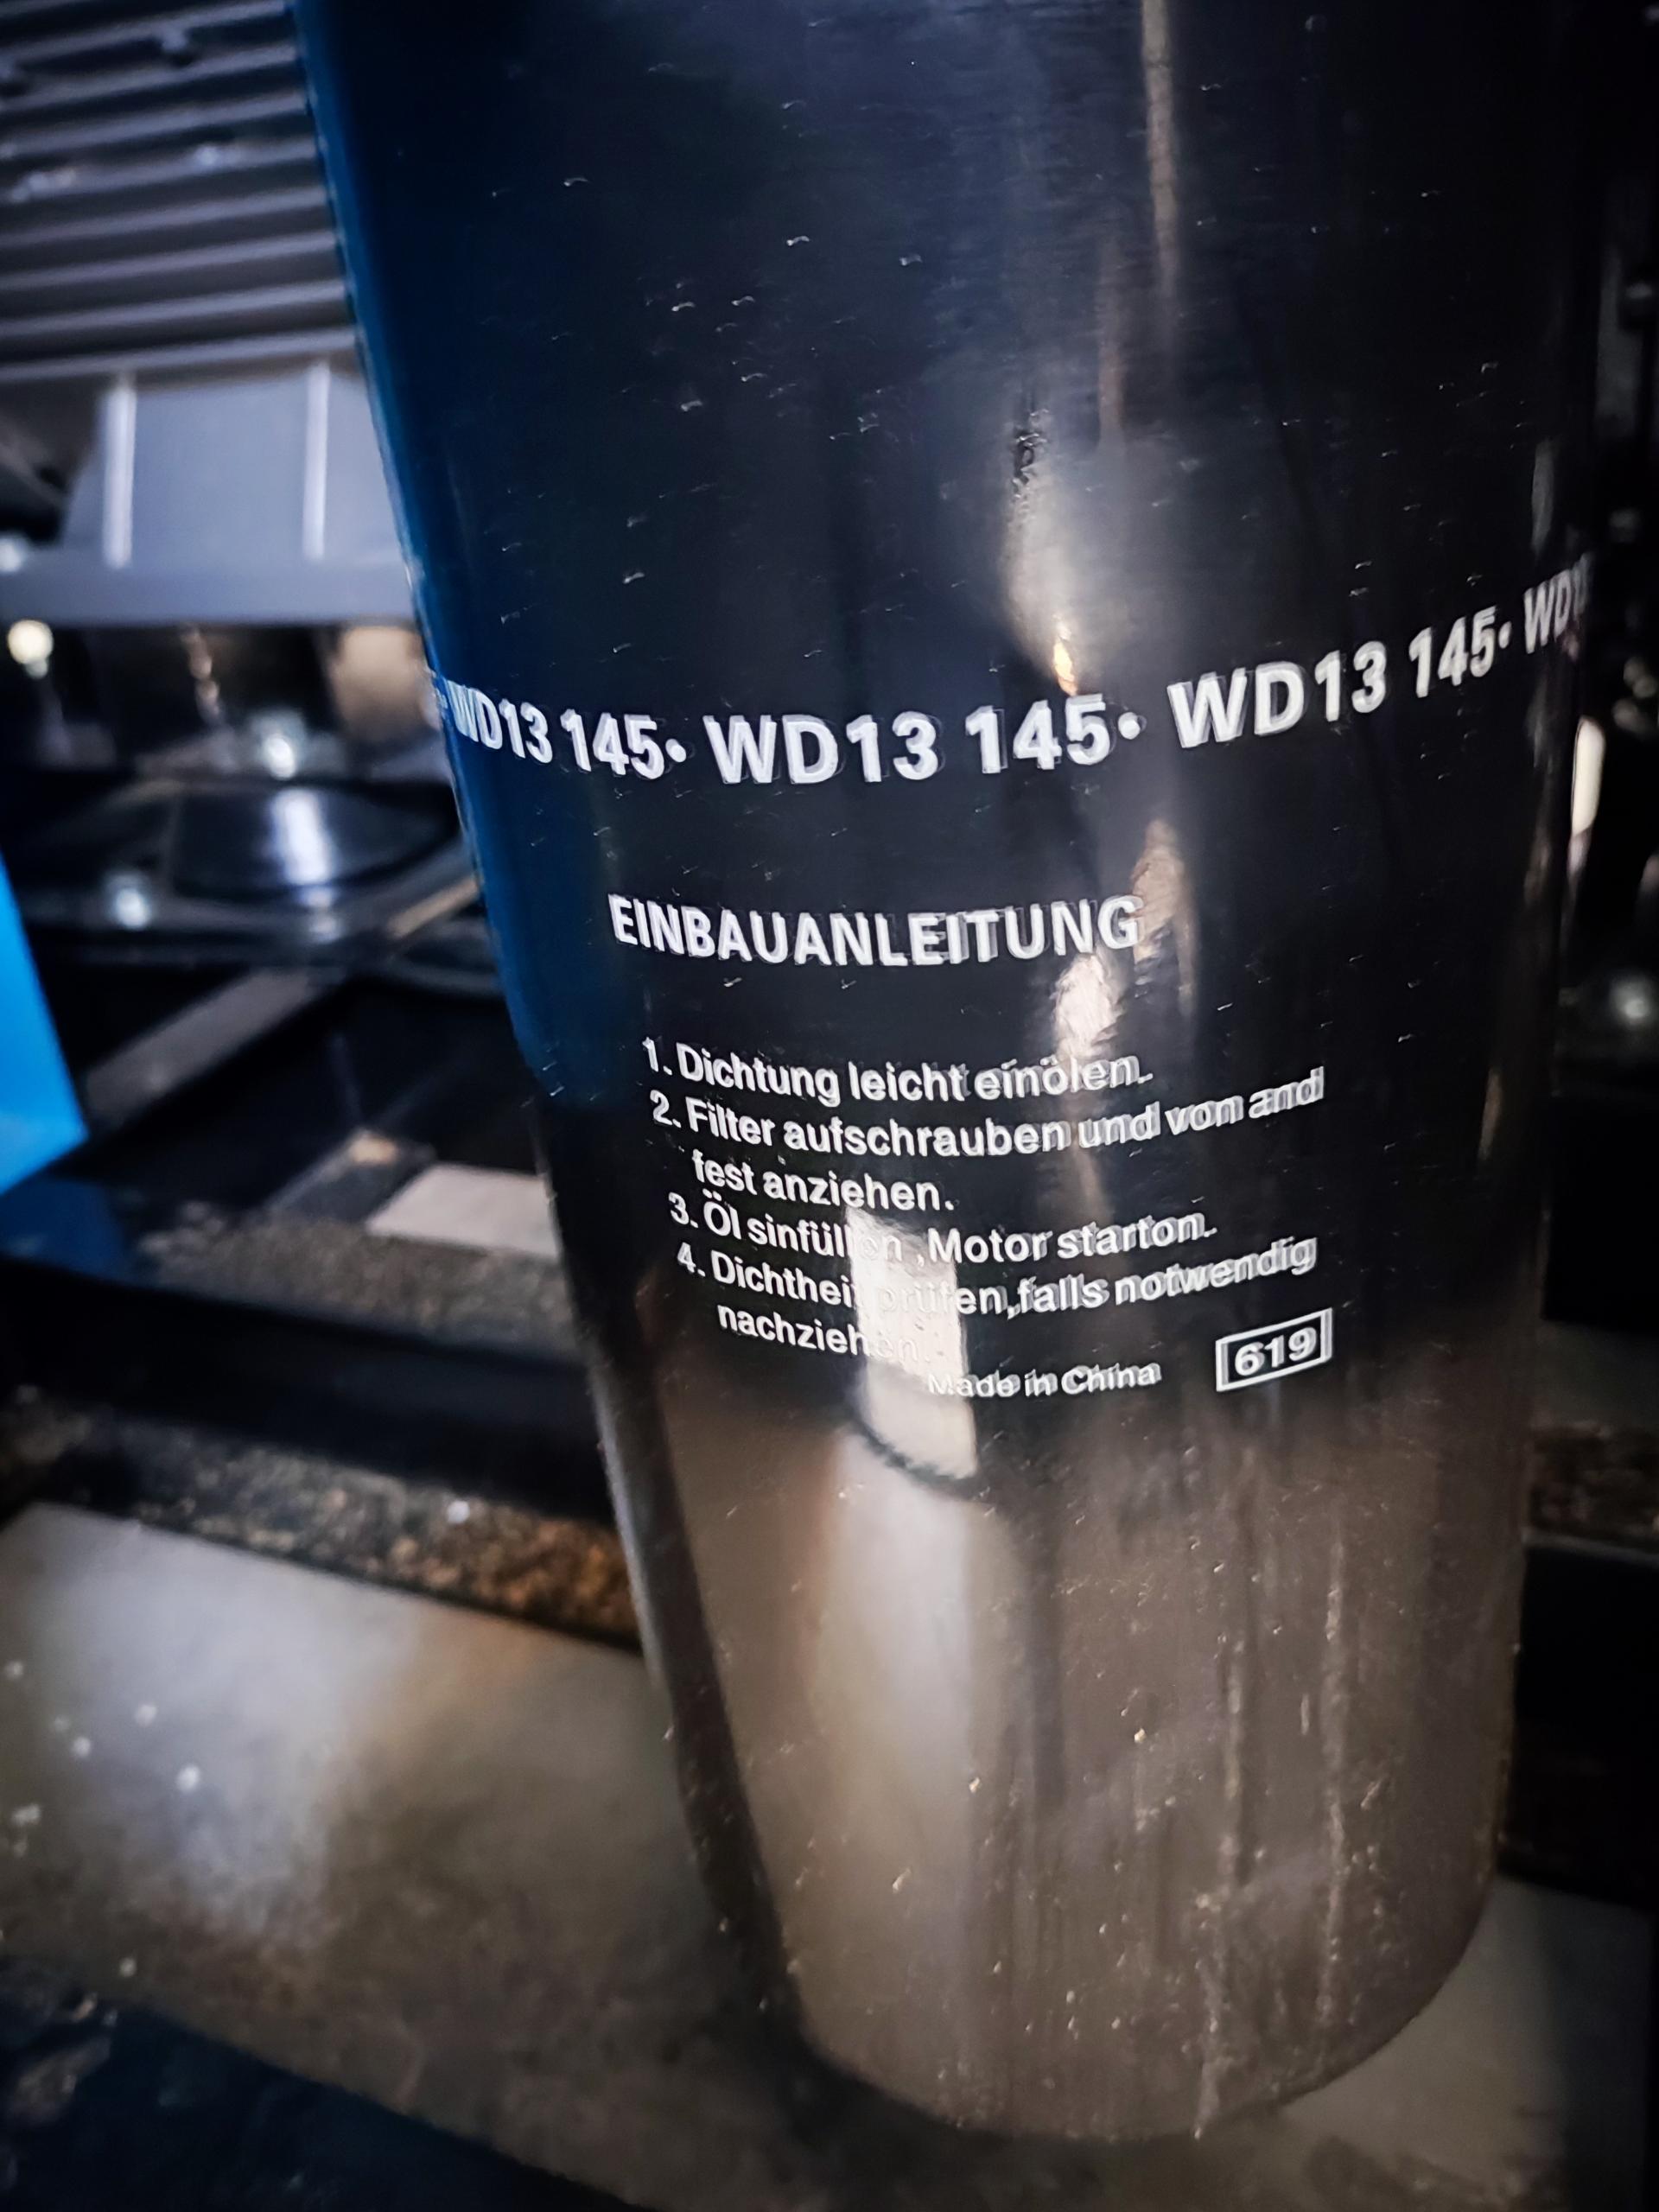 WD13 145• WD13 145• WD13 145• WD1
EINBAUANLEITUNG
1. Dichtung leicht einölen.
2. Filter aufschrauben und von and
fest anziehen.
3. Öl sinfüllen ,Motor starton.
4. Dichtheit prüfen,falls notwendig
nachziehen.
Made in China 619